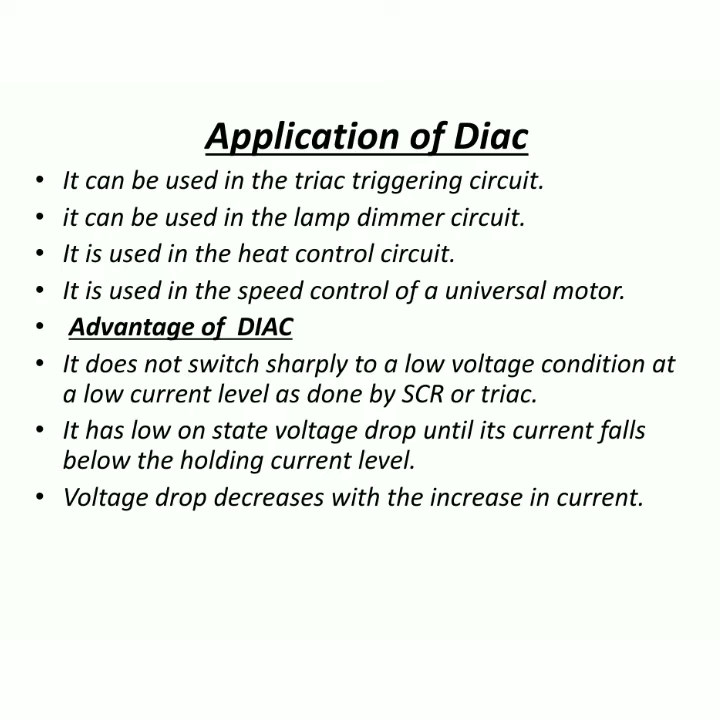 Application of Diac
• It can be used in the triac triggering circuit.
• it can be used in the lamp dimmer circuit.
• It is used in the heat control circuit.
• It is used in the speed control of a universal motor.
• Advantage of  DIAC
• It does not switch sharply to a low voltage condition at
a low current level as done by SCR or triac.
• It has low on state voltage drop until its current falls
below the holding current level.
• Voltage drop decreases with the increase in current.